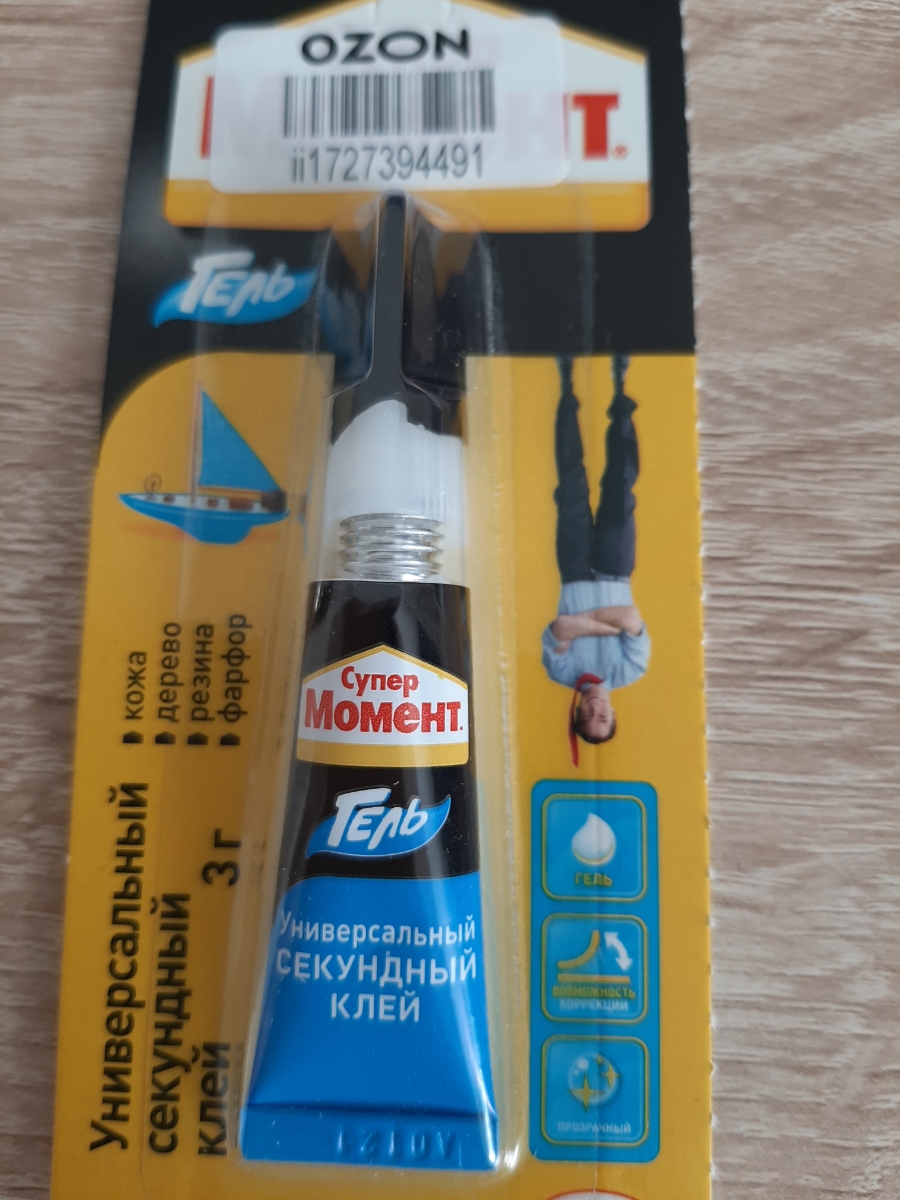 OZON
ii1727394491
МОМЕНТ®
Гель
кожа
дерево
резина
фарфор
Универсальный
секундный
клей
3 г
Супер
Момент.
Гель
Универсальный
СЕКУНДНЫЙ
КЛЕЙ
ГЕЛЬ
ВОЗМОЖНОСТЬ
КОРРЕКЦИИ
ПРОЗРАЧНЫЙ